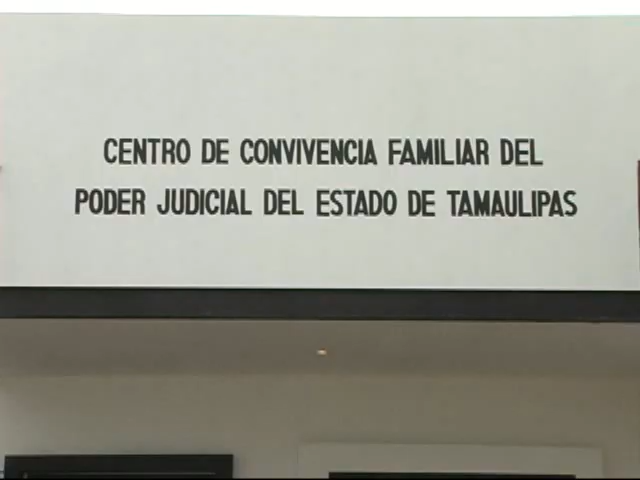 CENTRO DE CONVIVENCIA FAMILIAR DEL
PODER JUDICIAL DEL ESTADO DE TAMAULIPAS